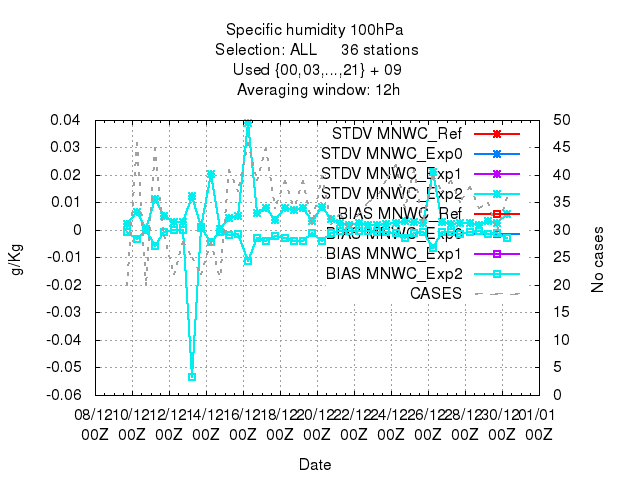 Specific humidity 100hPa
Selection: ALL 36 stations
Used {00,03,...,21} + 09
Averaging window: 12h
0.04 0.03 0.02 0.01 0 -0.01 -0.02 -0.03 -0.04 -0.05 -0.06
g/Kg
STDV MNWC_Ref
STDV MNWC_Exp0
STDV MNWC_Exp1
STDV MNWC_Exp2
BIAS MNWC_Ref
BIAS MNWC_Exp0
BIAS MNWC_Exp1
BIAS MNWC_Exp2
CASES
50 45 40 35 30 25 20 15 10 5 0
No cases
08/12 10/12 12/12 14/12 16/12 18/12 20/12 22/12 24/12 26/12 28/12 30/12 01/01
00Z 00Z 00Z 00Z 00Z 00Z 00Z 00Z 00Z 00Z 00Z 00Z 00Z
Date